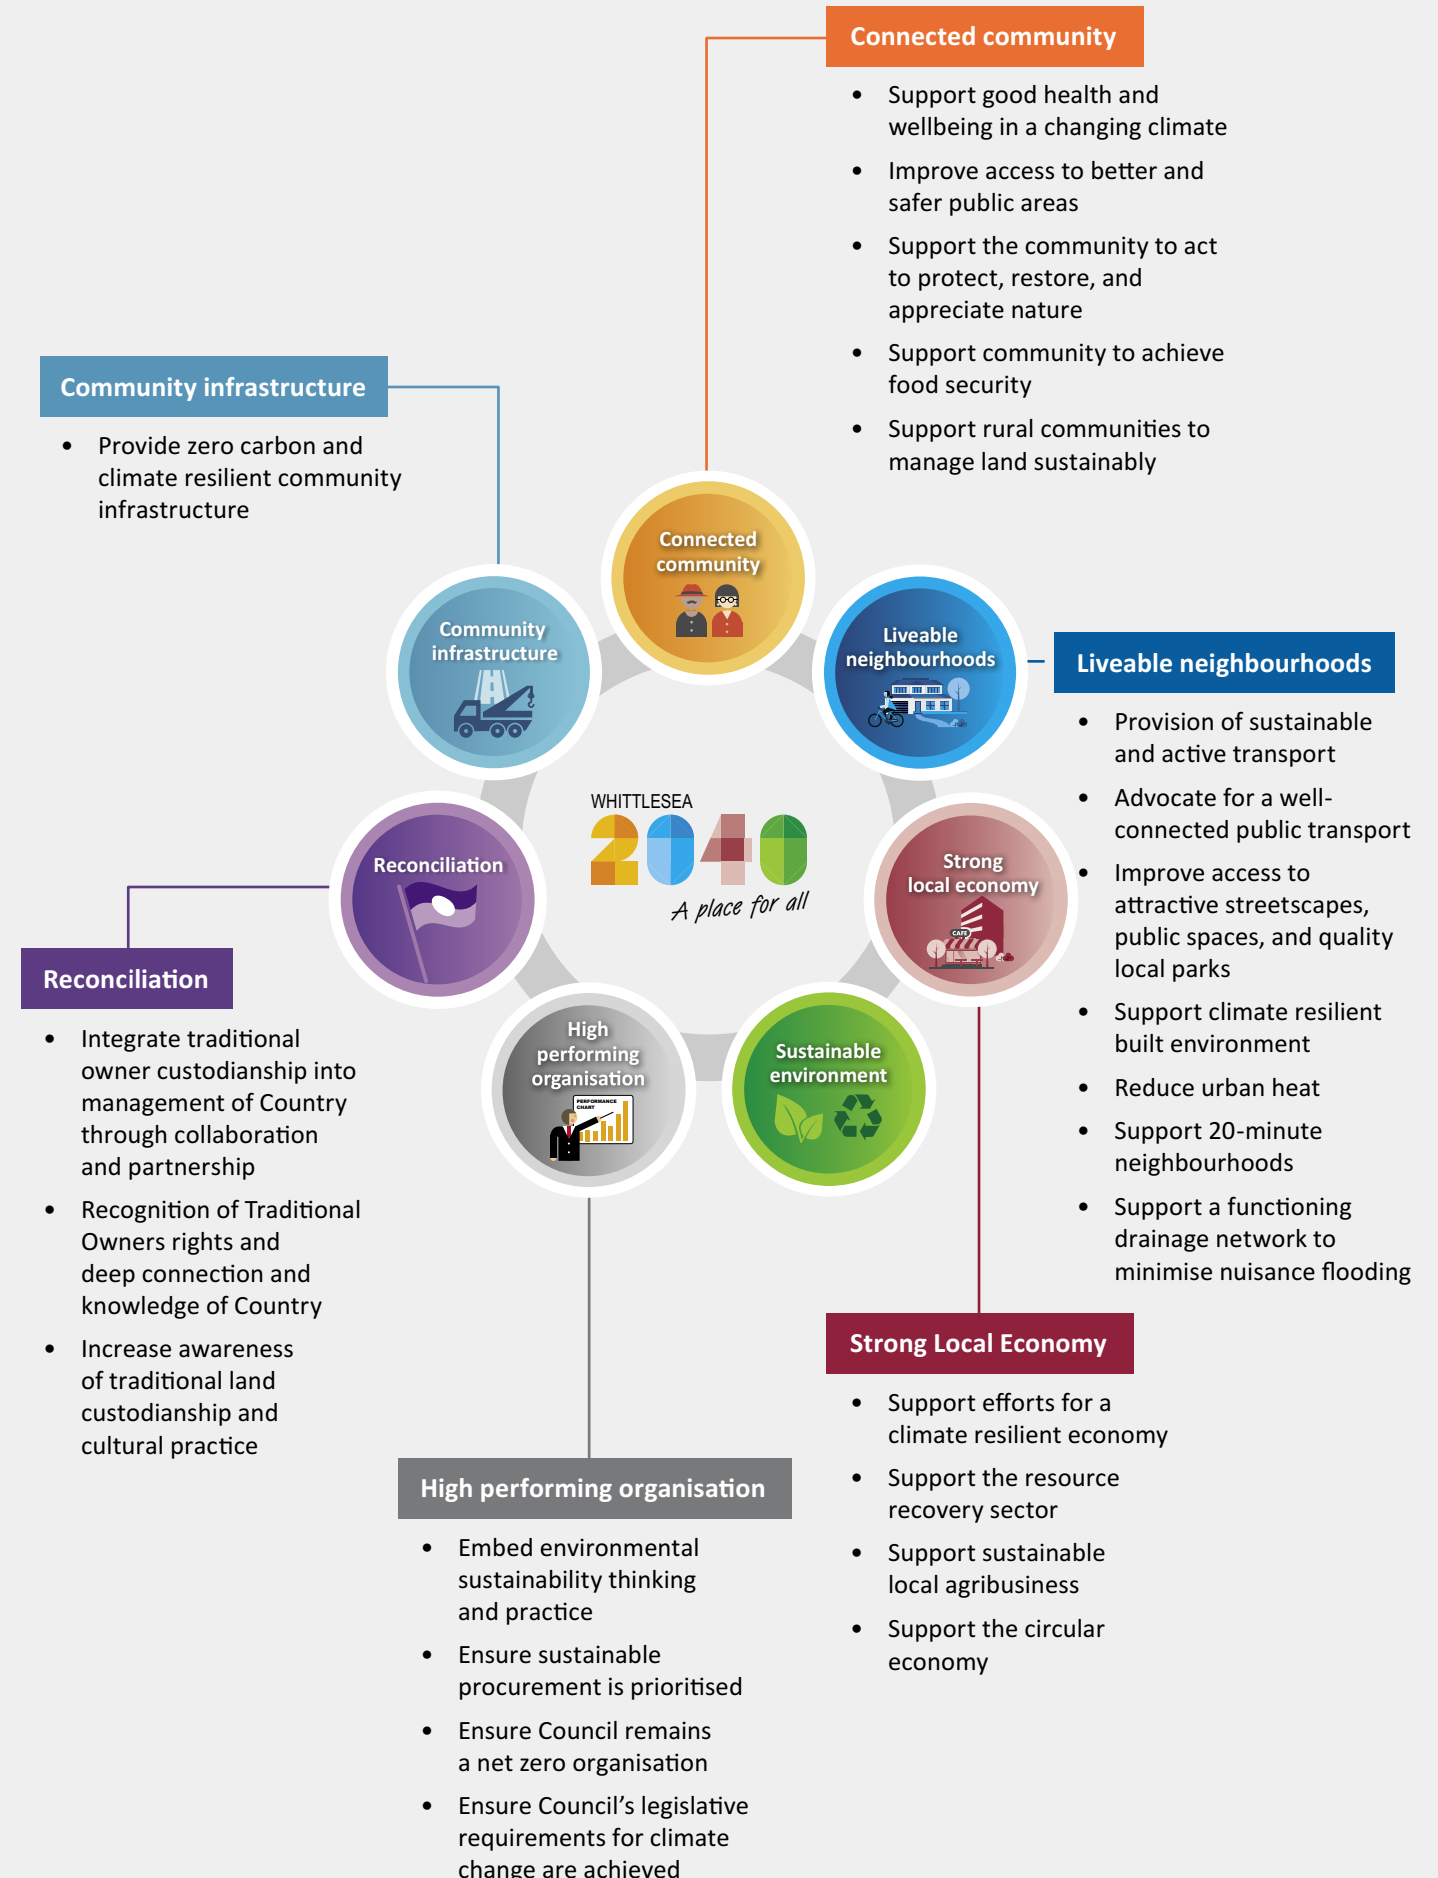 Connected community
• Support good health and
wellbeing in a changing climate
• Improve access to better and
safer public areas
• Support the community to act
to protect, restore, and
appreciate nature
• Support community to achieve
food security
• Support rural communities to
manage land sustainably
Community infrastructure
• Provide zero carbon and
climate resilient community
infrastructure
Connected
community
Community
infrastructure
Liveable
neighbourhoods
Reconciliation
WHITTLESEA
2040
A place for all
Strong
local economy
CAFE
High
performing
organisation
PERFORMANCE
CHART
Sustainable
environment
Liveable neighbourhoods
• Provision of sustainable
and active transport
• Advocate for a well-
connected public transport
• Improve access to
attractive streetscapes,
public spaces, and quality
local parks
• Support climate resilient
built environment
• Reduce urban heat
• Support 20-minute
neighbourhoods
• Support a functioning
drainage network to
minimise nuisance flooding
Reconciliation
• Integrate traditional
owner custodianship into
management of Country
through collaboration
and partnership
• Recognition of Traditional
Owners rights and
deep connection and
knowledge of Country
• Increase awareness
of traditional land
custodianship and
cultural practice
Strong Local Economy
• Support efforts for a
climate resilient economy
• Support the resource
recovery sector
• Support sustainable
local agribusiness
• Support the circular
economy
High performing organisation
• Embed environmental
sustainability thinking
and practice
• Ensure sustainable
procurement is prioritised
• Ensure Council remains
a net zero organisation
• Ensure Council's legislative
requirements for climate
change are achieved